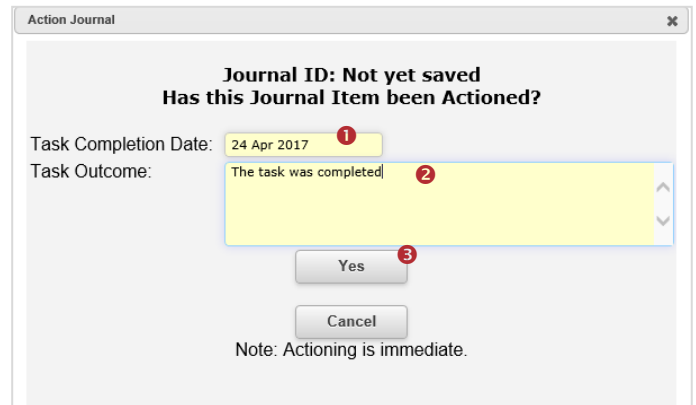 Action Journal ✖
Journal ID: Not yet saved
Has this Journal Item been Actioned?
Task Completion Date: 24 Apr 2017 1
Task Outcome: The task was completed 2
3
Yes
Cancel
Note: Actioning is immediate.